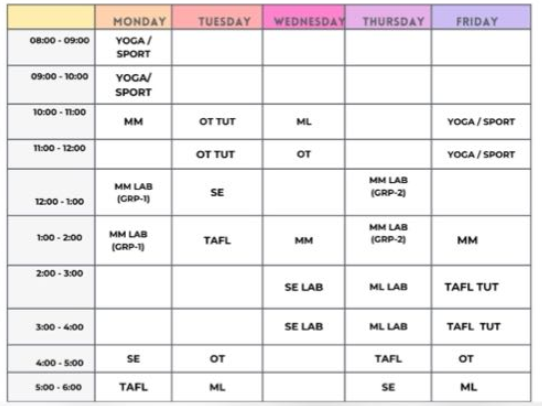 MONDAY TUESDAY WEDNESDAY THURSDAY FRIDAY
08:00 - 09:00 YOGA / SPORT
09:00 - 10:00 YOGA/ SPORT
10:00 - 11:00 MM OT TUT ML YOGA / SPORT
11:00 - 12:00 OT TUT OT YOGA / SPORT
12:00 - 1:00 MM LAB (GRP-1) SE MM LAB (GRP-2)
1:00 - 2:00 MM LAB (GRP-1) TAFL MM MM LAB (GRP-2) MM
2:00 - 3:00 SE LAB ML LAB TAFL TUT
3:00 - 4:00 SE LAB ML LAB TAFL TUT
4:00 - 5:00 SE OT TAFL OT
5:00 - 6:00 TAFL ML SE ML